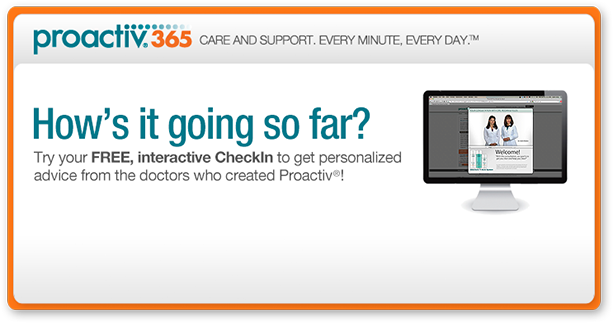 proactiv.365 CARE AND SUPPORT. EVERY MINUTE, EVERY DAY.™
How's it going so far?
Try your FREE, interactive CheckIn to get personalized
advice from the doctors who created Proactiv®!
Welcome!